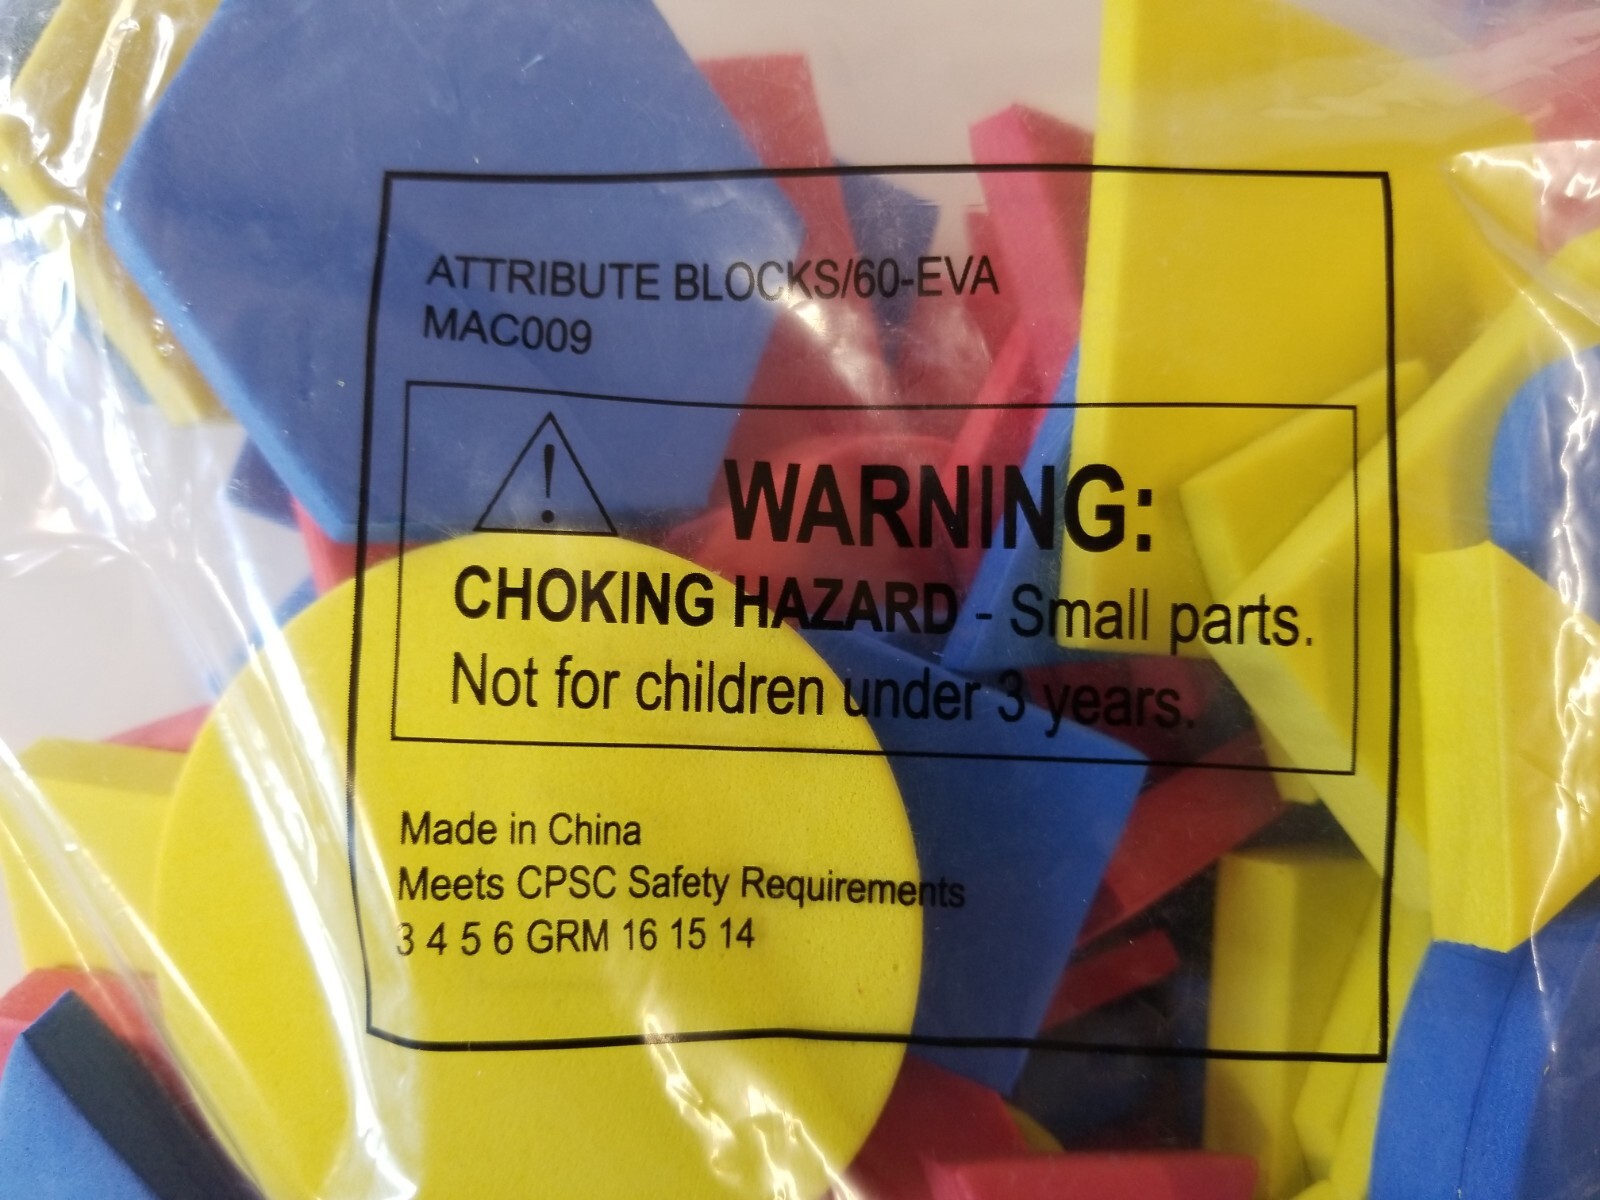 ATTRIBUTE BLOCKS/60-EVA
MAC009
!
WARNING:
CHOKING HAZARD - Small parts.
Not for children under 3 years.
Made in China
Meets CPSC Safety Requirements
3 4 5 6 GRM 16 15 14